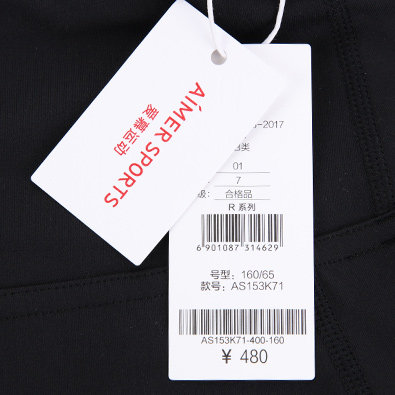 AIMER SPORTS
爱慕运动
-2017
B类
01
7
级: 合格品
R 系列
6 901087 314629
号型: 160/65
款号: AS153K71
AS153K71-400-160
¥ 480